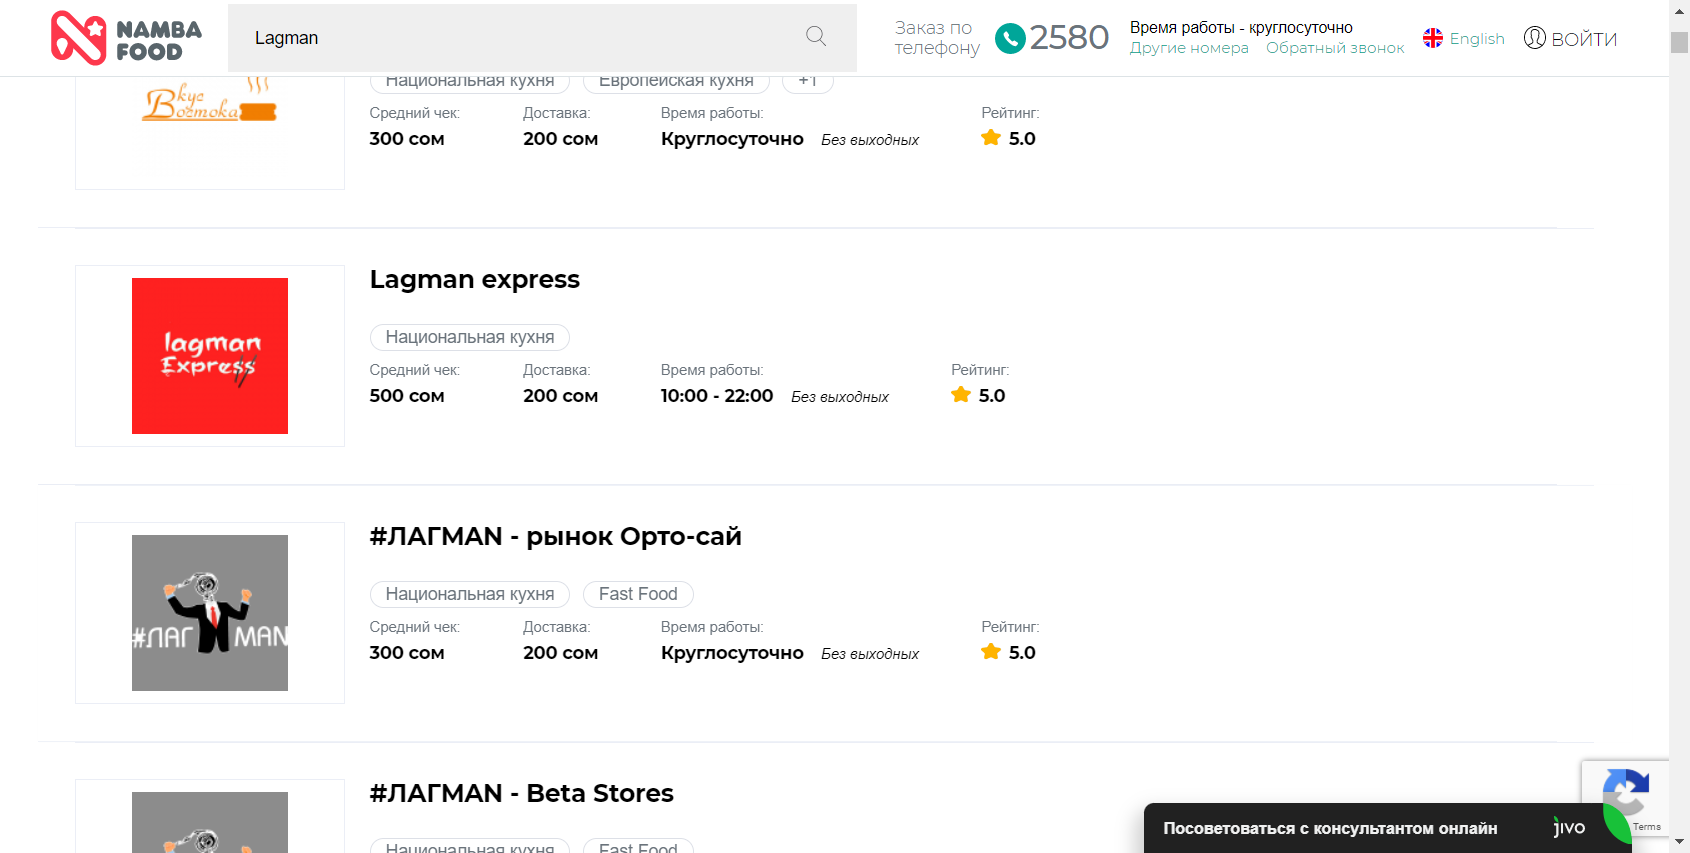 NAMBA
FOOD
Lagman
Заказ по
телефону
2580
Время работы - круглосуточно
Другие номера Обратный звонок
English
ВОЙТИ
Вкус
Востока
Национальная кухня Европейская кухня +1
Средний чек: Доставка: Время работы: Рейтинг:
300 сом 200 сом Круглосуточно Без выходных 5.0
lagman
Express
Lagman express
Национальная кухня
Средний чек: Доставка: Время работы: Рейтинг:
500 сом 200 сом 10:00 - 22:00 Без выходных 5.0
#ЛАГMAN
#ЛАГMAN - рынок Орто-сай
Национальная кухня Fast Food
Средний чек: Доставка: Время работы: Рейтинг:
300 сом 200 сом Круглосуточно Без выходных 5.0
#ЛАГMAN - Beta Stores
Национальная кухня Fast Food
Посоветоваться с консультантом онлайн jivo
Terms